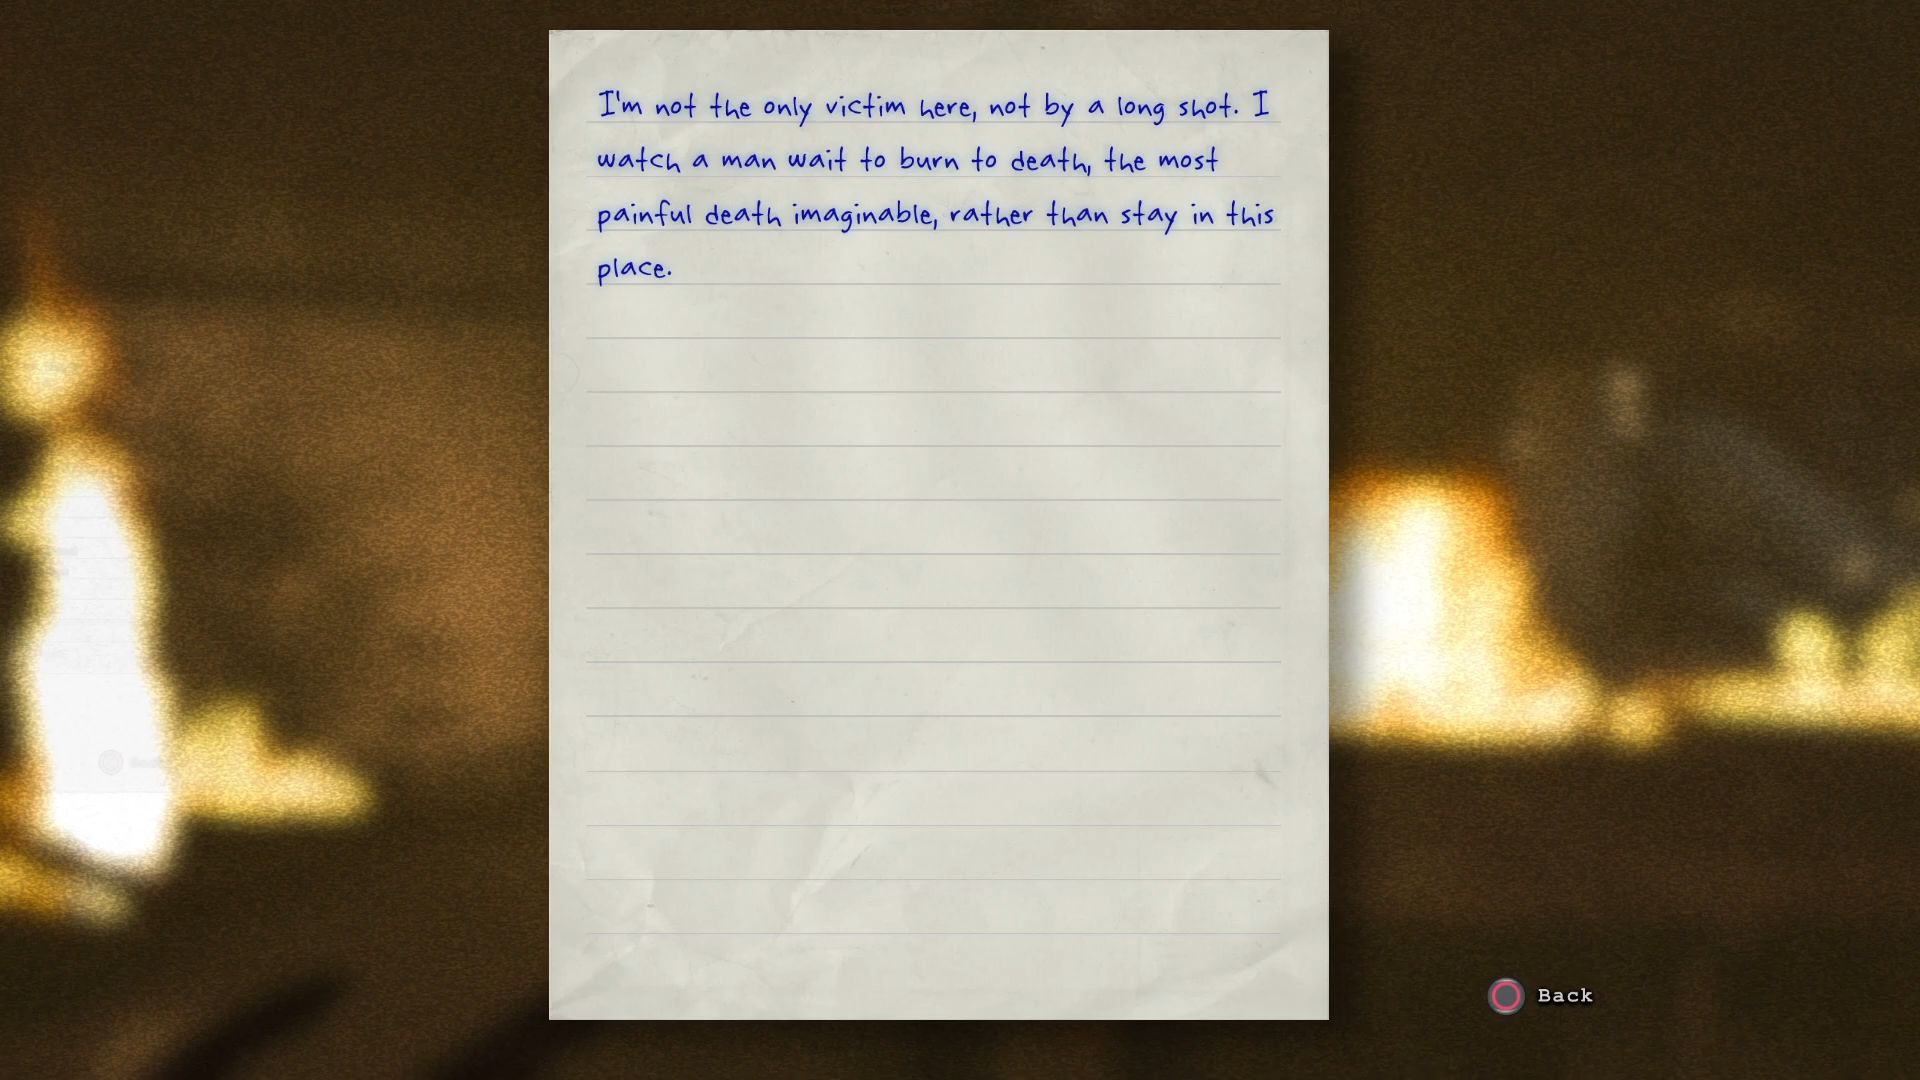 I'm not the only victim here, not by a long shot. I
watch a man wait to burn to death, the most
painful death imaginable, rather than stay in this
place.
Back